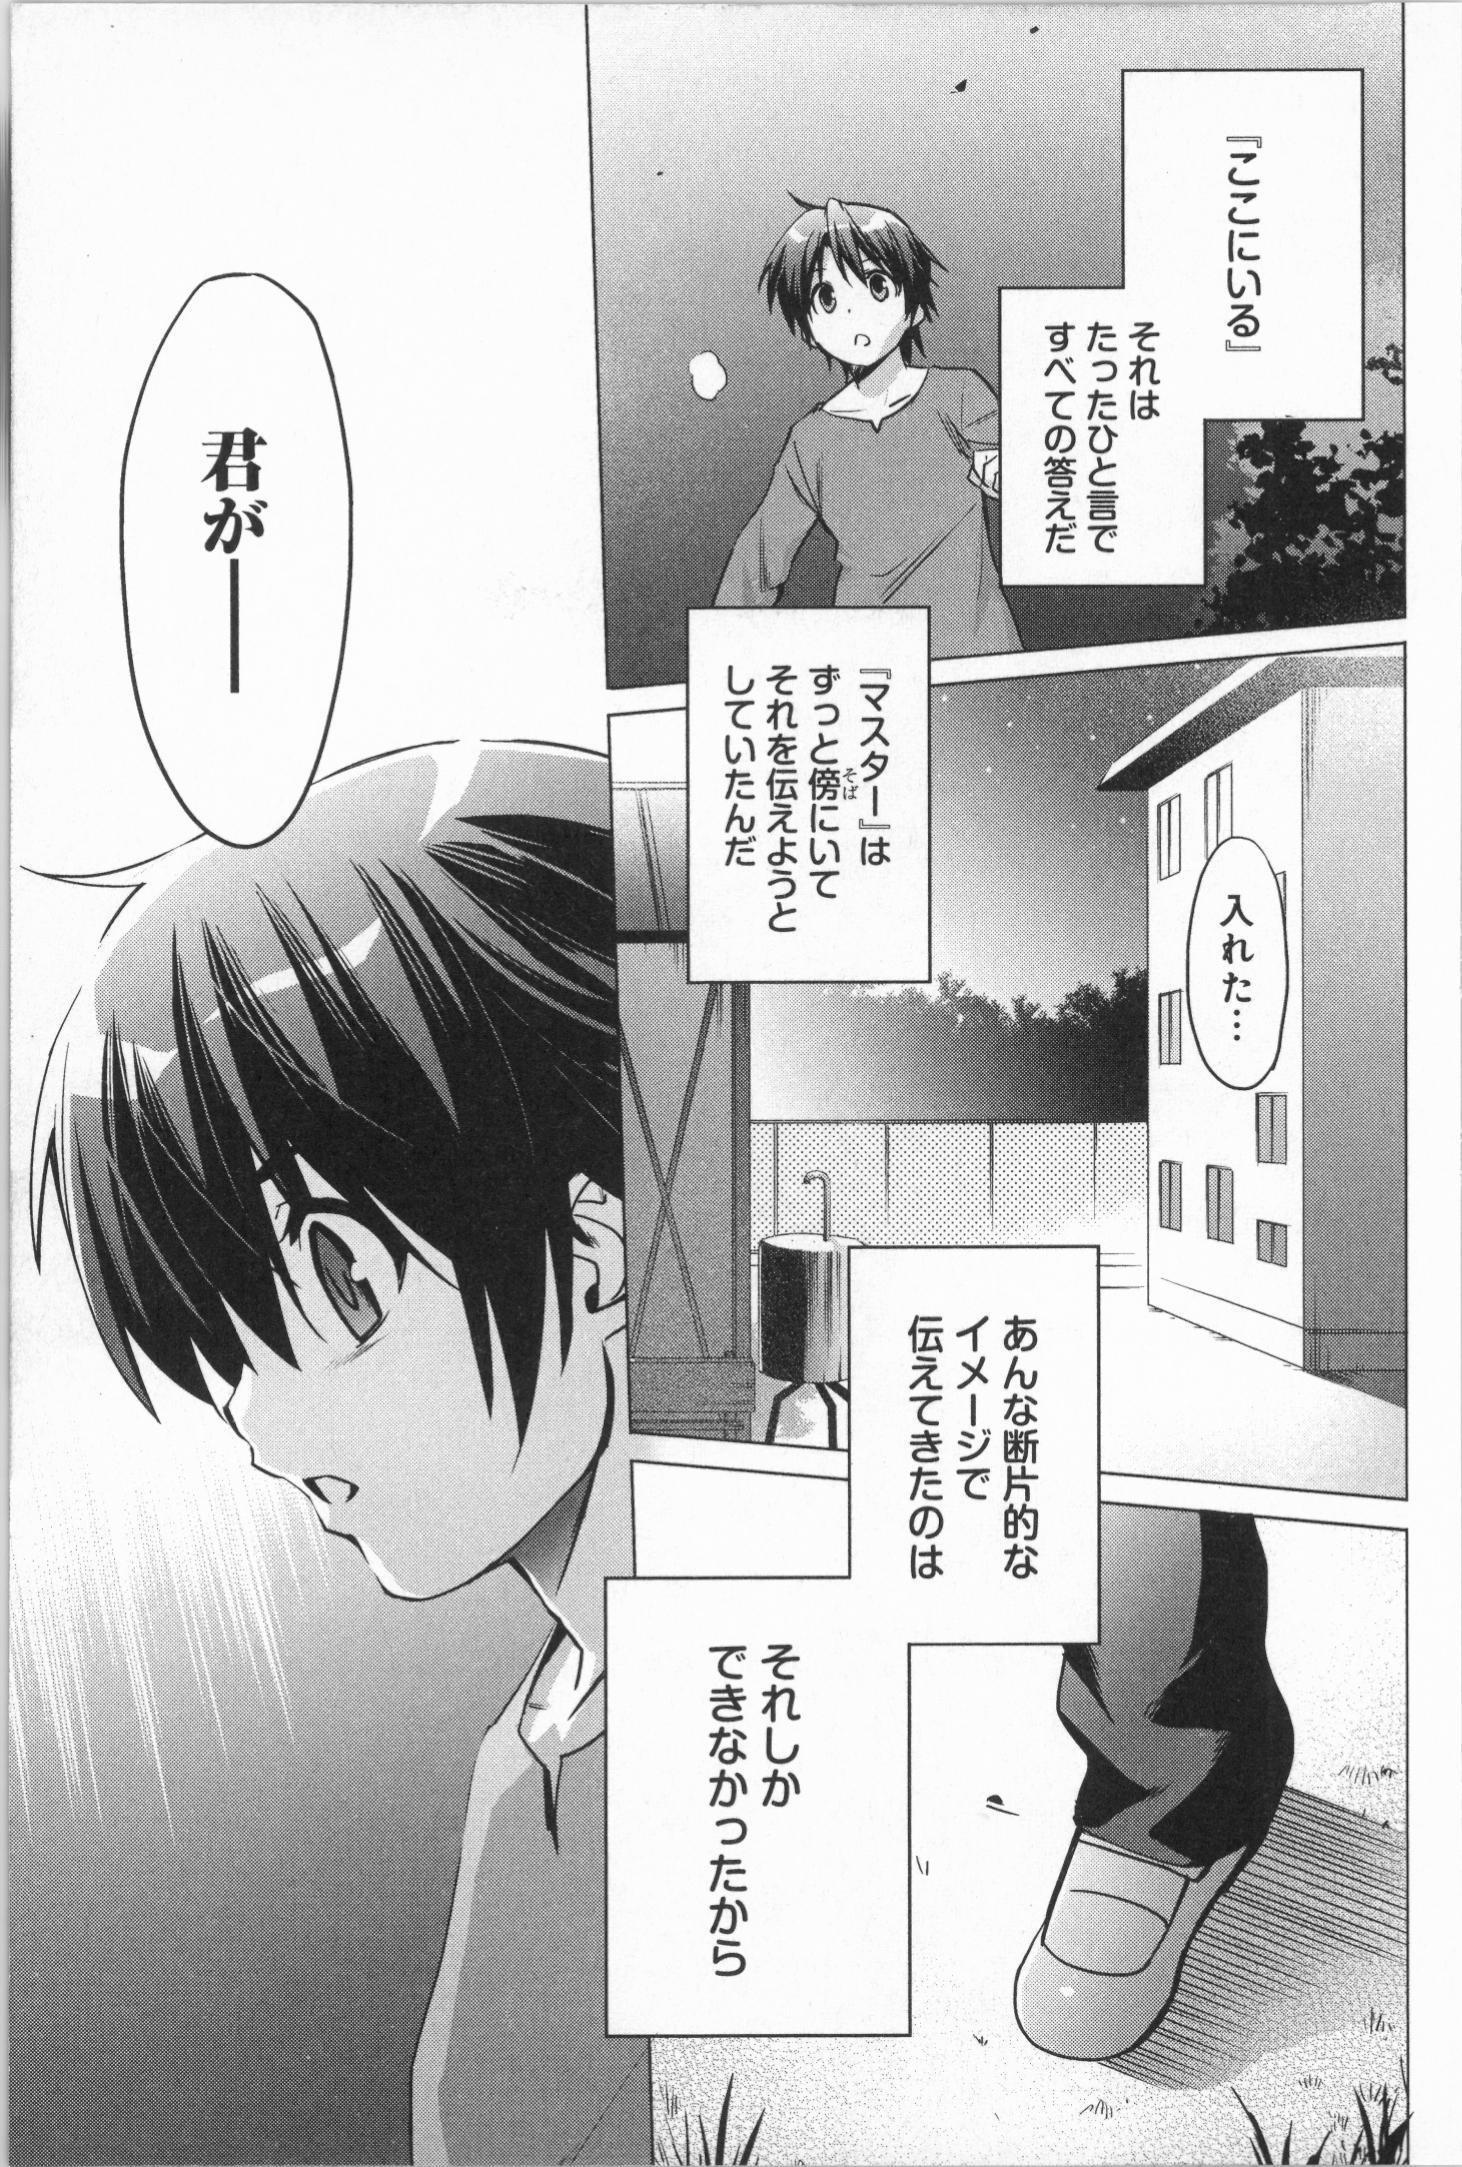 『ここにいる』
それは
たったひと言で
すべての答えだ
入れた…
『マスター』は
ずっと傍にいて
そば
それを伝えようと
していたんだ
あんな断片的な
イメージで
伝えてきたのは
それしか
できなかったから
君が――